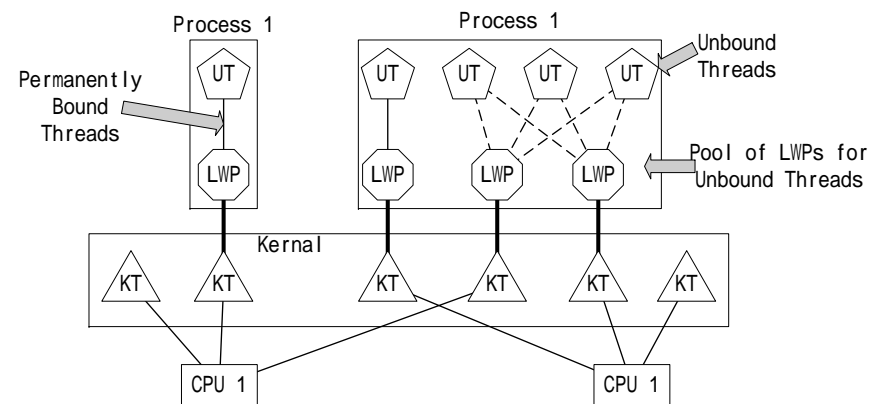 Process 1
Process 1
Unbound
Threads
UT
UT
UT
UT
UT
Permanently
Bound
Threads
LWP
LWP
LWP
LWP
Pool of LWPs for
Unbound Threads
Kernal
KT
KT
KT
KT
KT
KT
CPU 1
CPU 1